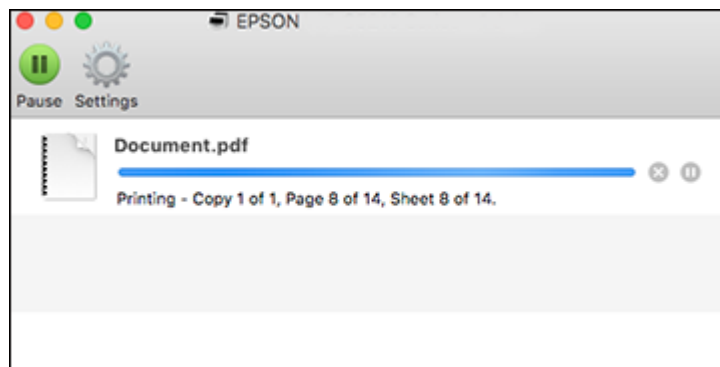 EPSON
Pause Settings
Document.pdf
Printing - Copy 1 of 1, Page 8 of 14, Sheet 8 of 14.